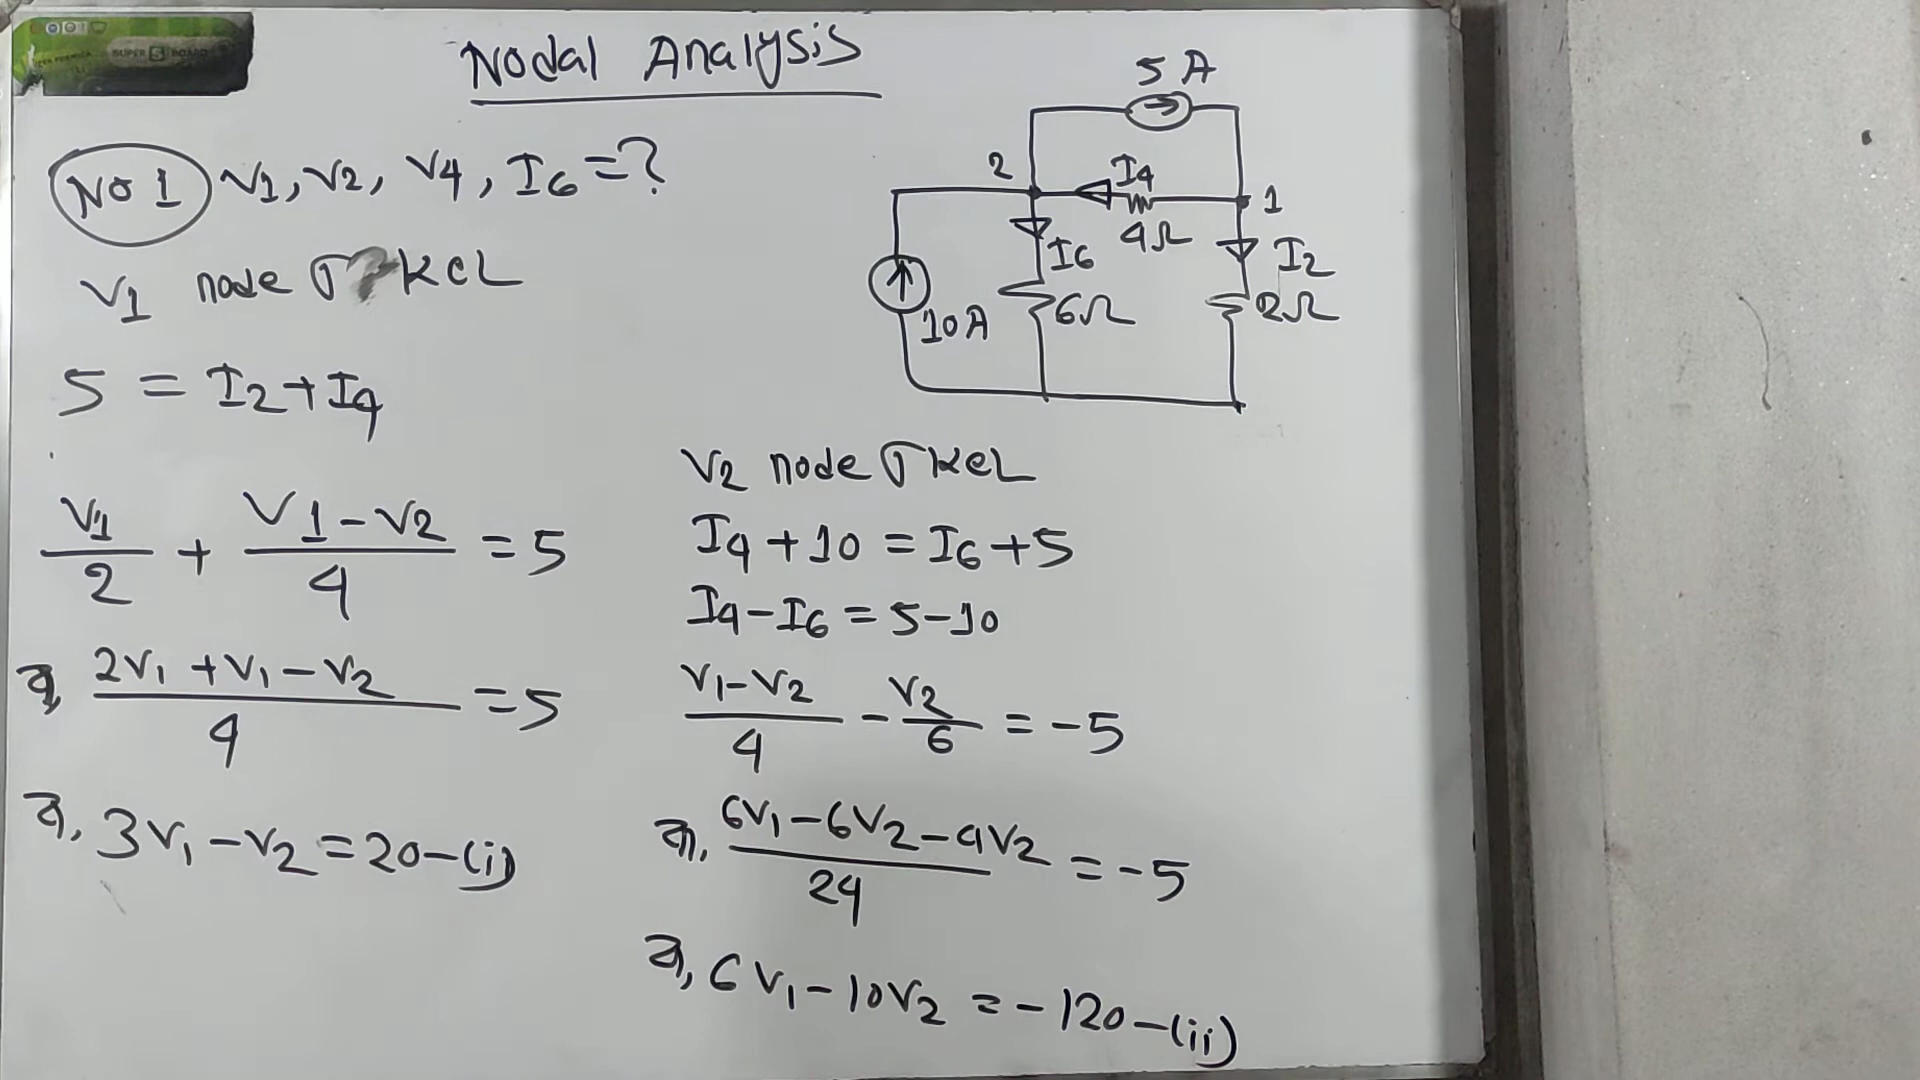 SUPER S BOARD
Nodal Analysis
NO 1 V1, V2, V4, I6 = ?
V1 node এ KCL
5 = I2 + I4
V1/2 + (V1 - V2)/4 = 5
বা, (2V1 + V1 - V2)/4 = 5
বা, 3V1 - V2 = 20 - (i)
5 A
2
I4
4Ω
1
I6
I2
10A
6Ω
2Ω
V2 node এ KCL
I4 + 10 = I6 + 5
I4 - I6 = 5 - 10
(V1 - V2)/4 - V2/6 = -5
বা, (6V1 - 6V2 - 4V2)/24 = -5
বা, 6V1 - 10V2 = -120 - (ii)